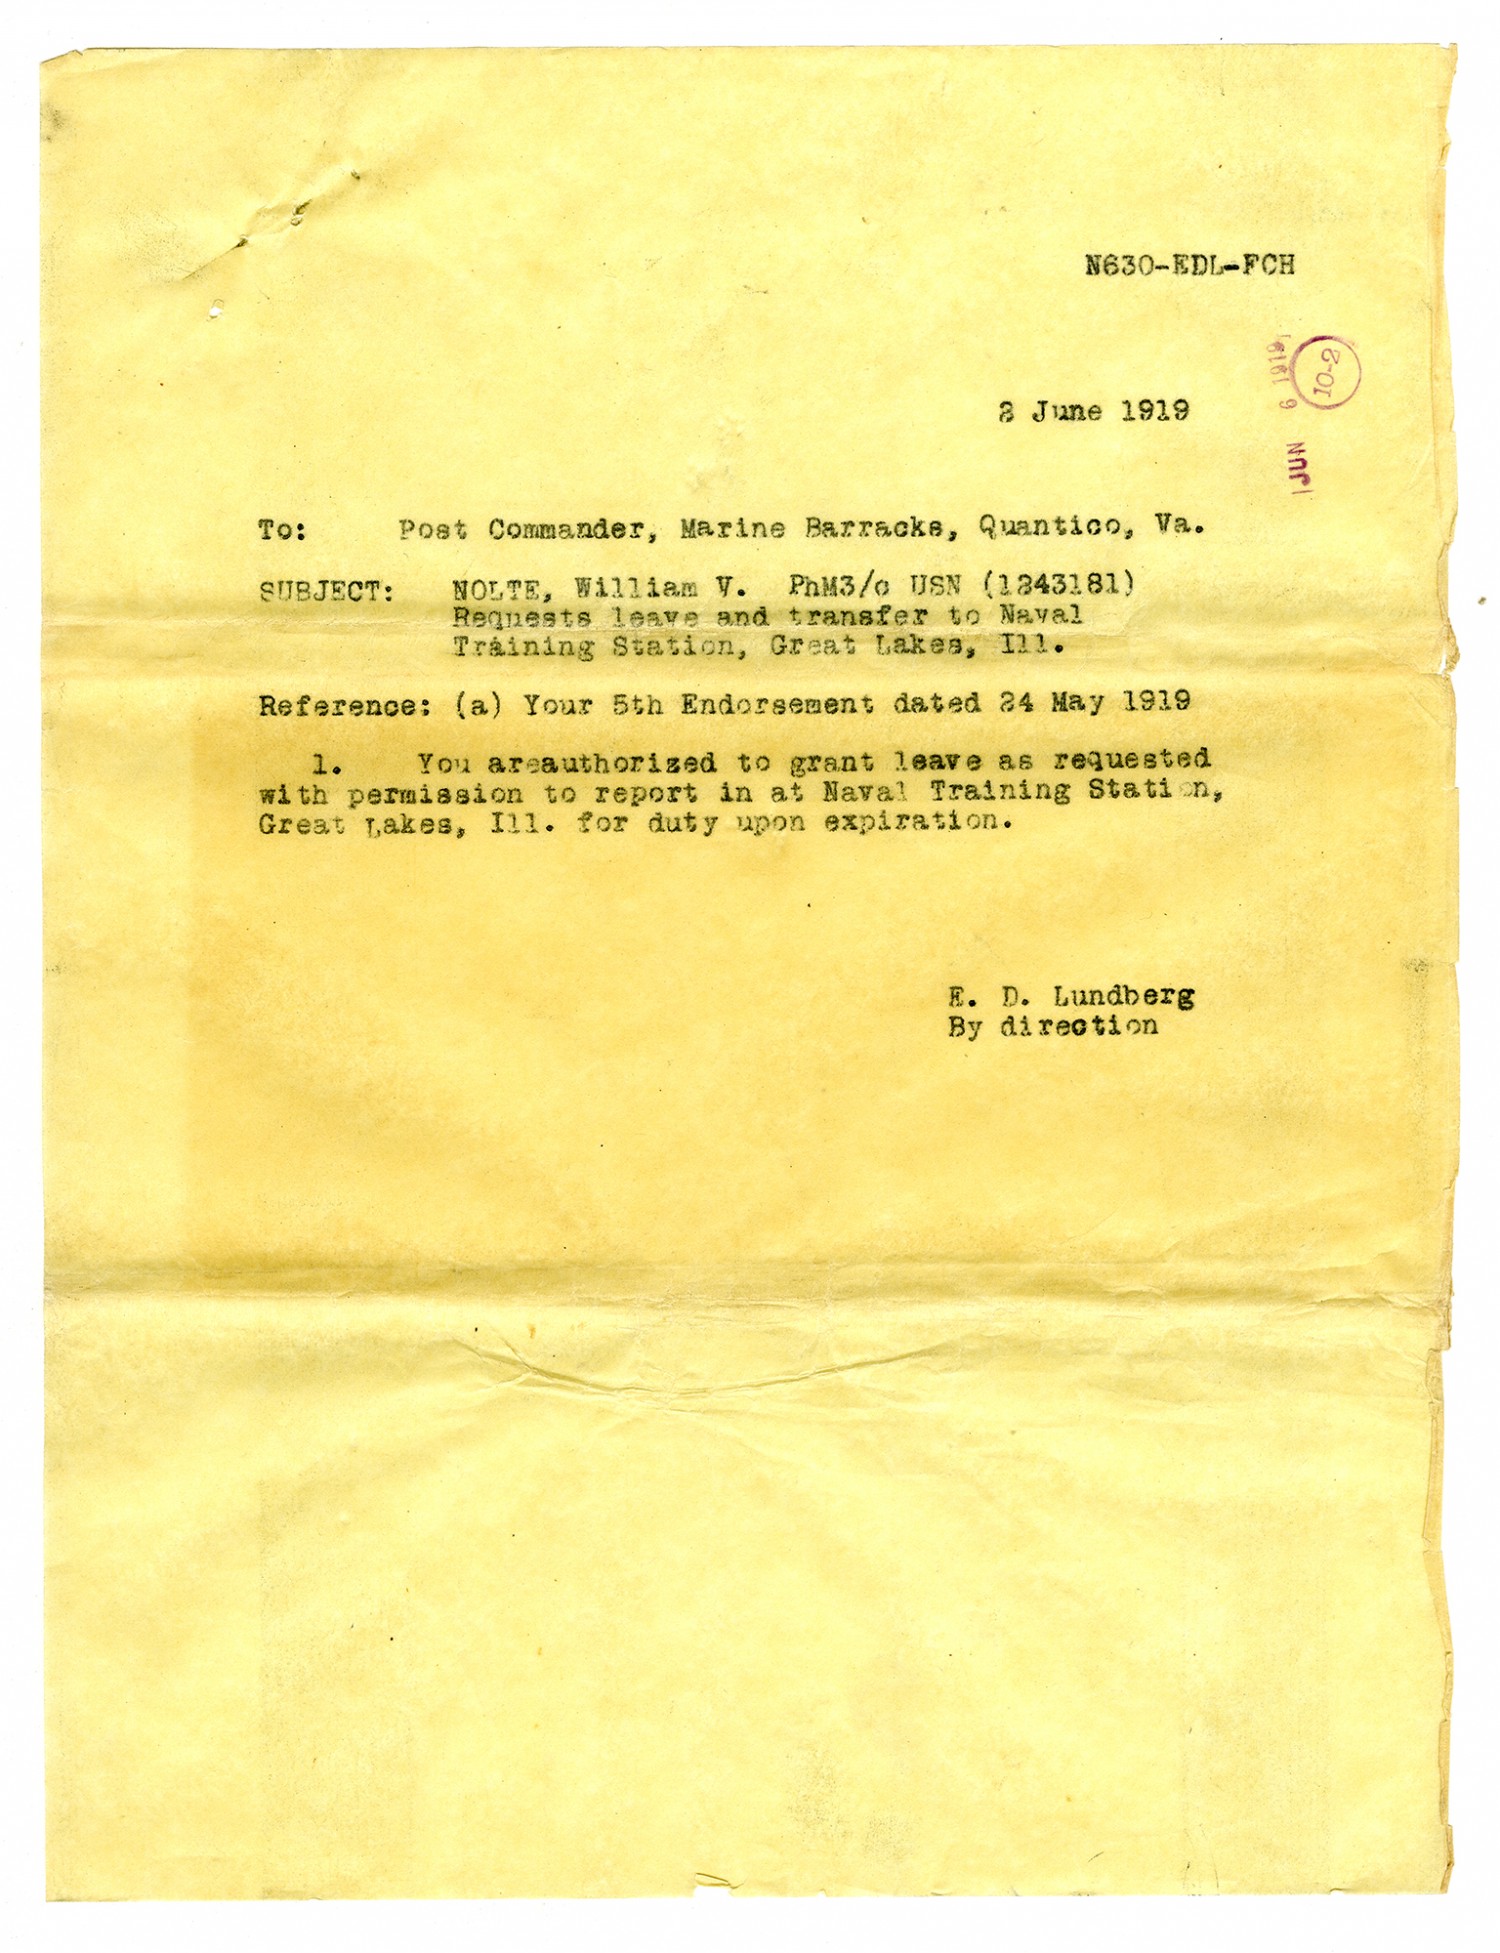 N630-EDL-FCH
10-2
JUN 1919
2 June 1919
To: Post Commander, Marine Barracks, Quantico, Va.
SUBJECT: NOLTE, William V. PhM3/c USN (1243181)
Requests leave and transfer to Naval
Training Station, Great Lakes, Ill.
Reference: (a) Your 5th Endorsement dated 24 May 1919
1. You areauthorized to grant leave as requested
with permission to report in at Naval Training Station,
Great Lakes, Ill. for duty upon expiration.
E. D. Lundberg
By direction